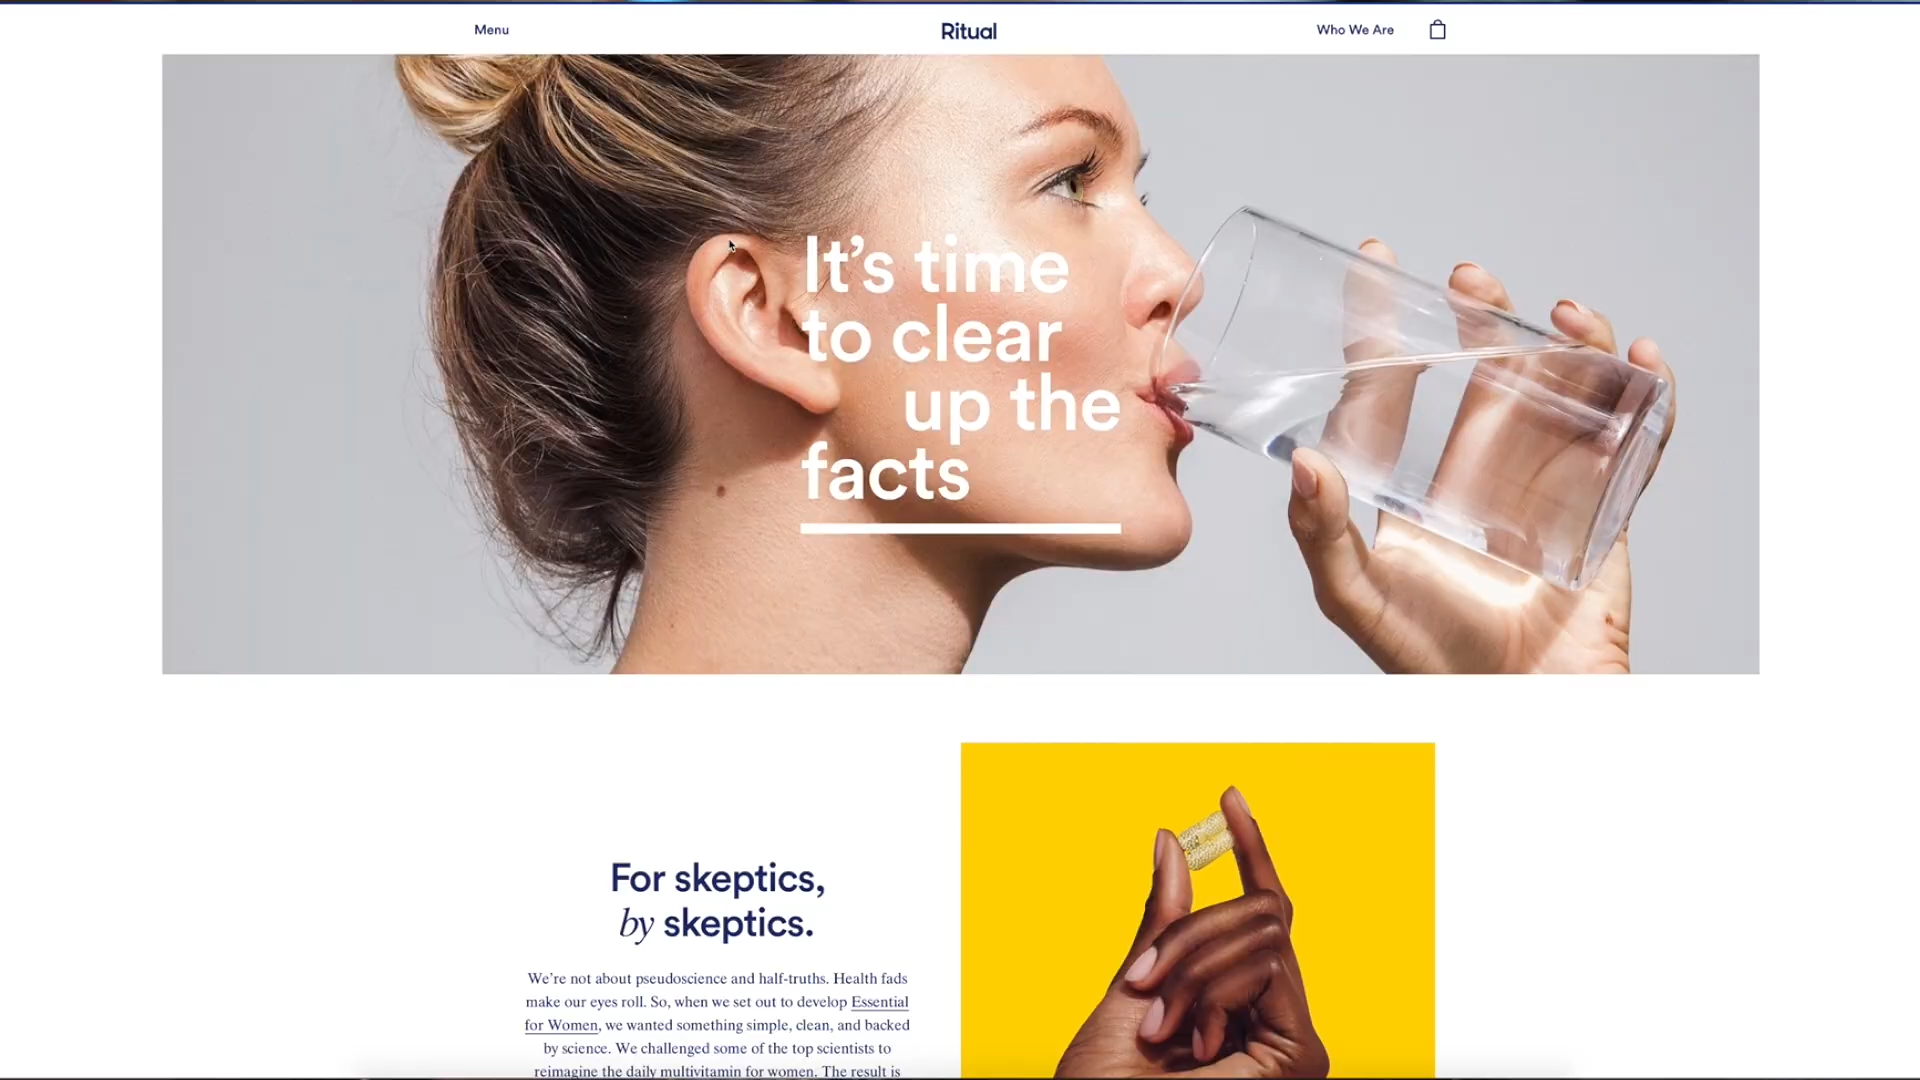 Menu
Ritual
Who We Are
It’s time
to clear
up the
facts
For skeptics,
by skeptics.
We’re not about pseudoscience and half-truths. Health fads
make our eyes roll. So, when we set out to develop Essential
for Women, we wanted something simple, clean, and backed
by science. We challenged some of the top scientists to
reimagine the daily multivitamin for women. The result is